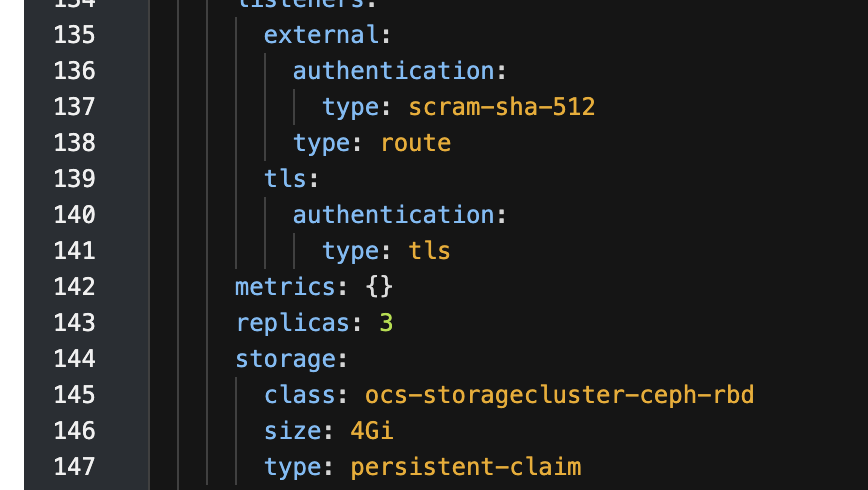 134 listeners:
135 external:
136 authentication:
137 type: scram-sha-512
138 type: route
139 tls:
140 authentication:
141 type: tls
142 metrics: {}
143 replicas: 3
144 storage:
145 class: ocs-storagecluster-ceph-rbd
146 size: 4Gi
147 type: persistent-claim